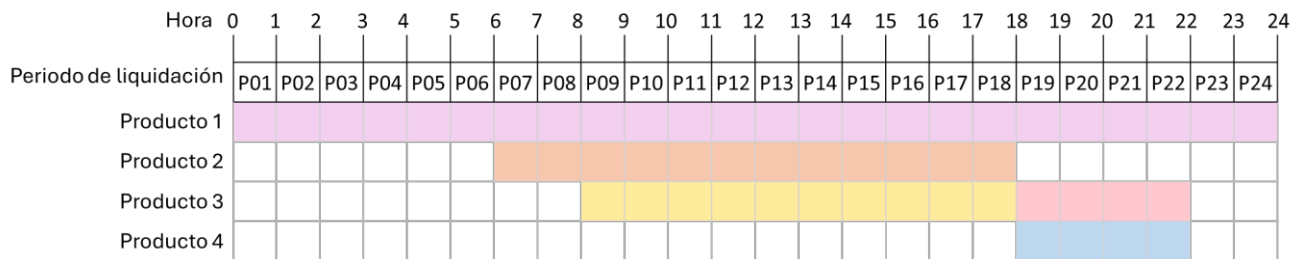 Hora 0 1 2 3 4 5 6 7 8 9 10 11 12 13 14 15 16 17 18 19 20 21 22 23 24
Periodo de liquidación P01 P02 P03 P04 P05 P06 P07 P08 P09 P10 P11 P12 P13 P14 P15 P16 P17 P18 P19 P20 P21 P22 P23 P24
Producto 1
Producto 2
Producto 3
Producto 4